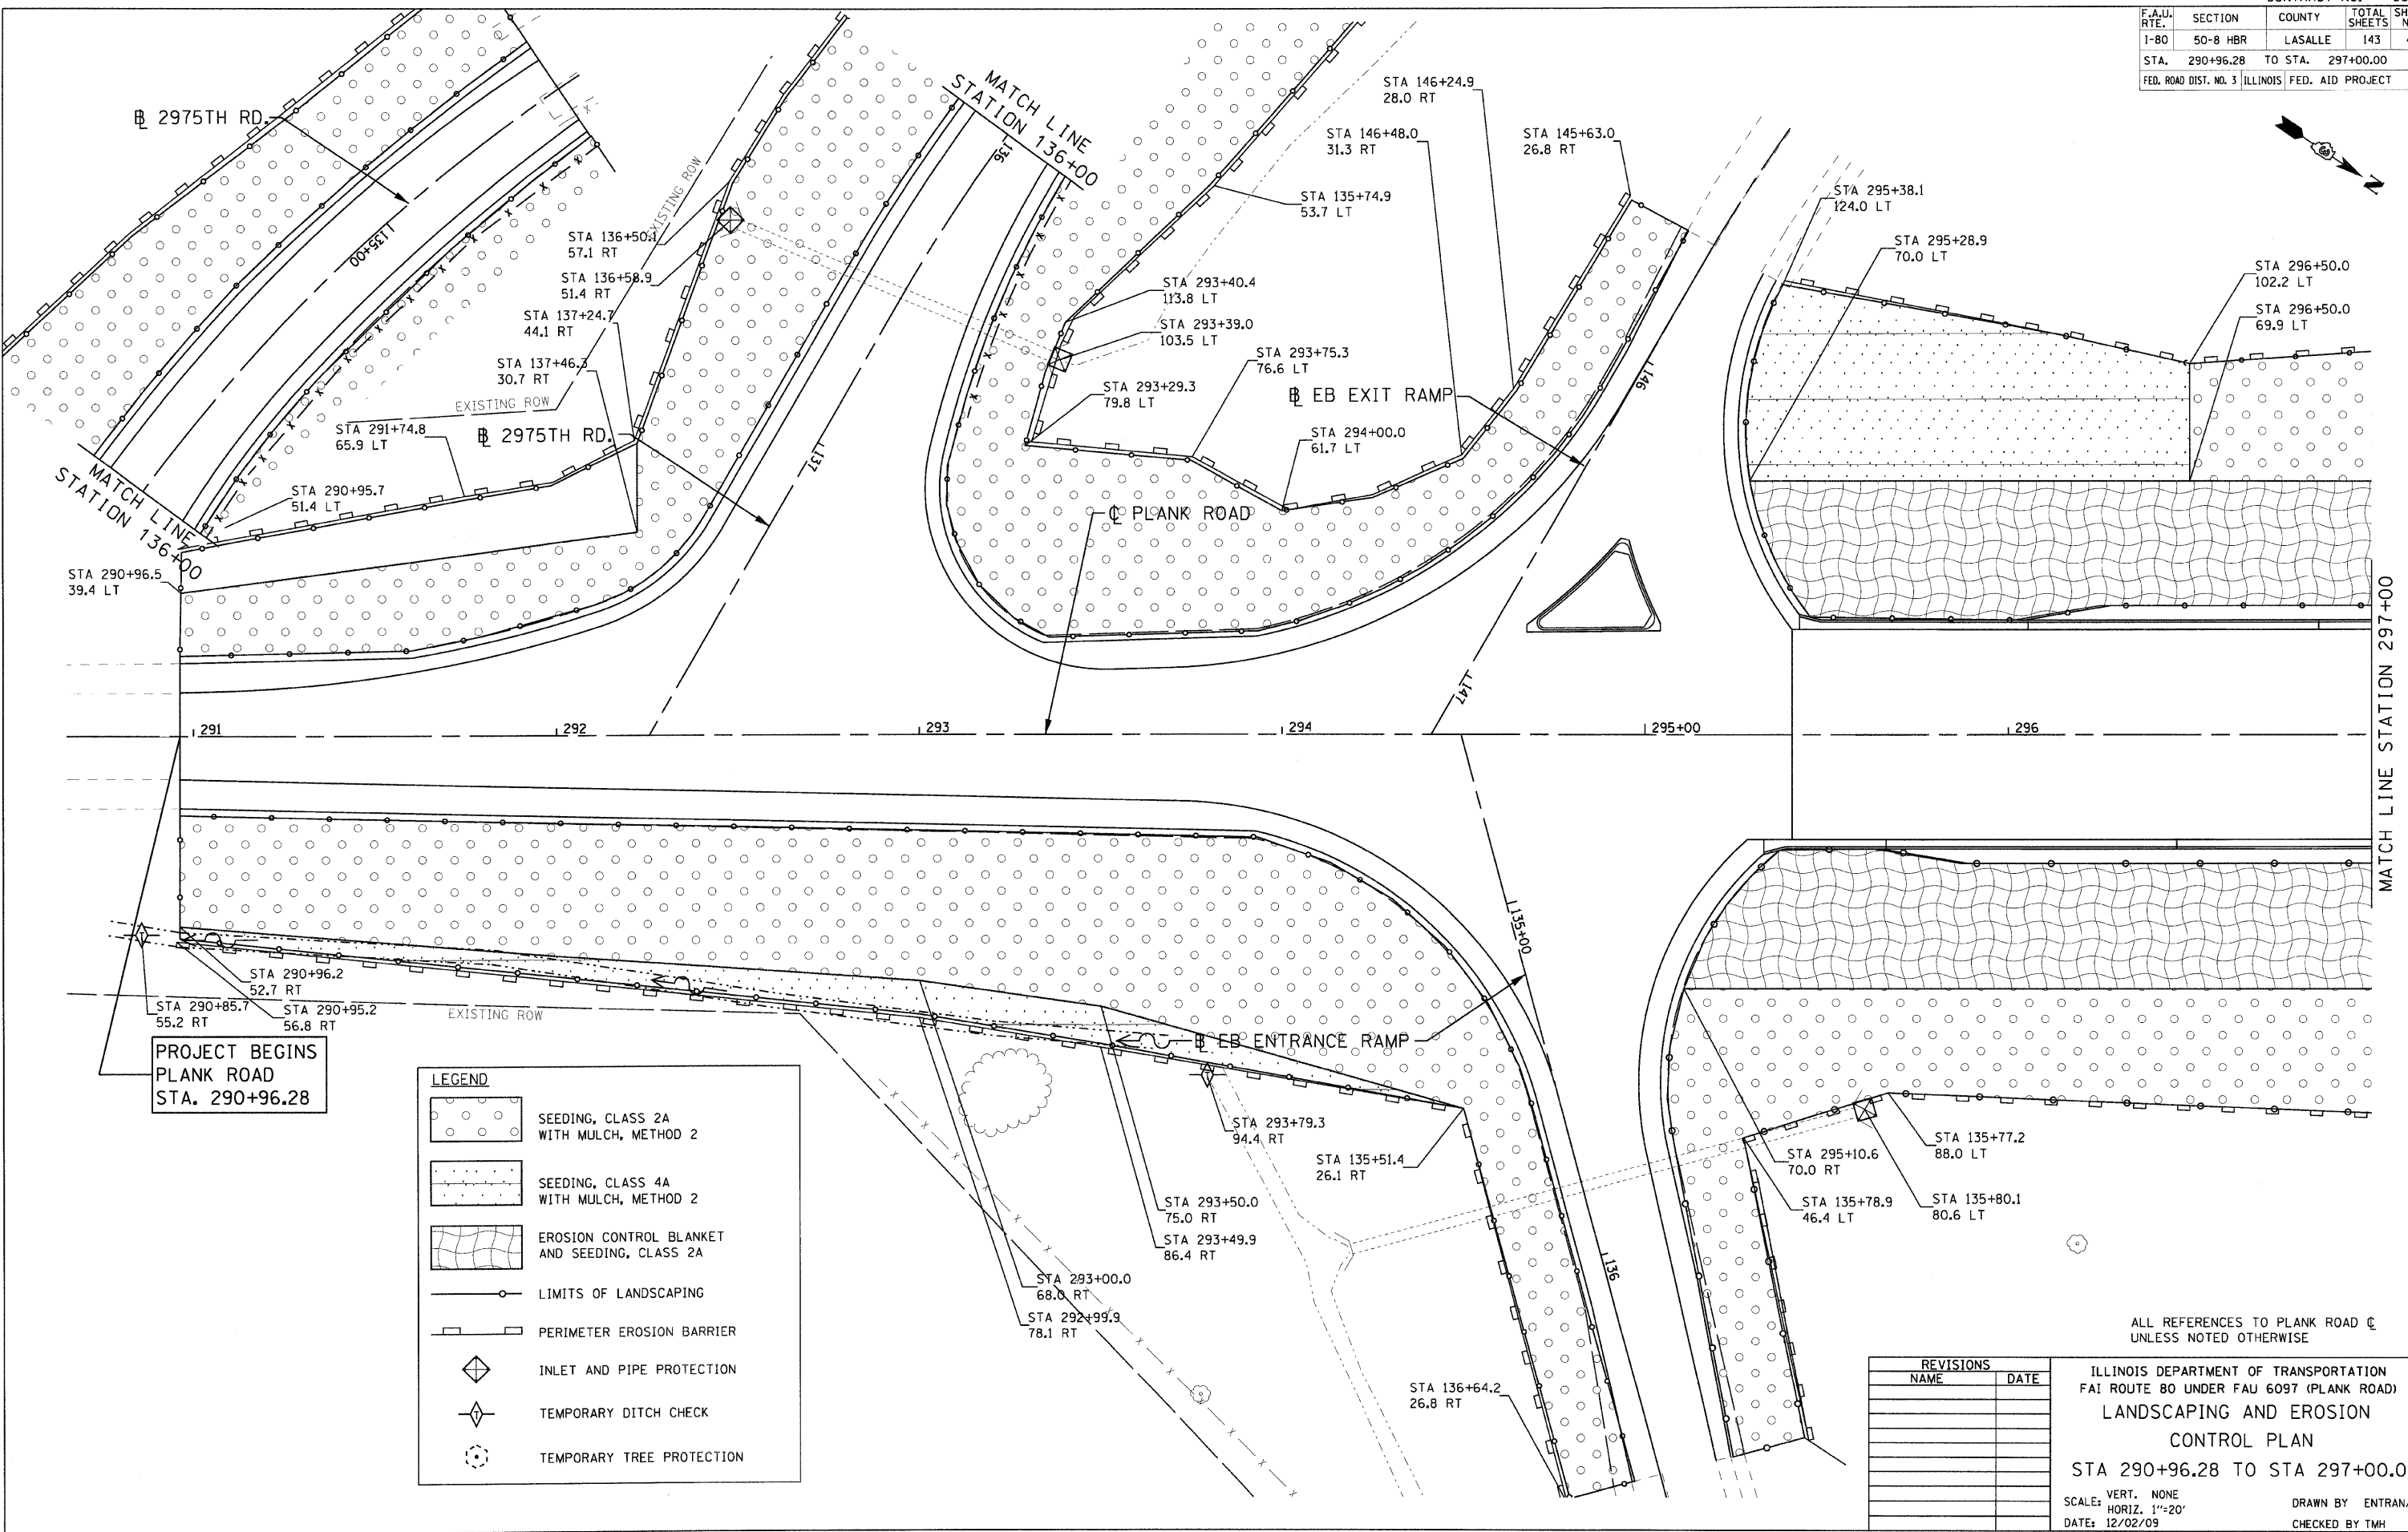 F.A.U. RTE. SECTION COUNTY TOTAL SHEETS
I-80 50-8 HBR LASALLE 143
STA. 290+96.28 TO STA. 297+00.00
FED. ROAD DIST. NO. 3 ILLINOIS FED. AID PROJECT
N
℄ 2975TH RD.
135+00
MATCH LINE
STATION 136+00
MATCH LINE
STATION 136+00
136
EXISTING ROW
STA 136+50.1
57.1 RT
STA 136+58.9
51.4 RT
STA 137+24.7
44.1 RT
STA 137+46.3
30.7 RT
EXISTING ROW
STA 291+74.8
65.9 LT
℄ 2975TH RD.
137
STA 290+95.7
51.4 LT
STA 290+96.5
39.4 LT
STA 146+24.9
28.0 RT
STA 146+48.0
31.3 RT
STA 145+63.0
26.8 RT
STA 135+74.9
53.7 LT
STA 293+40.4
113.8 LT
STA 293+39.0
103.5 LT
STA 293+29.3
79.8 LT
STA 293+75.3
76.6 LT
℄ EB EXIT RAMP
STA 294+00.0
61.7 LT
146
147
℄ PLANK ROAD
STA 295+38.1
124.0 LT
STA 295+28.9
70.0 LT
STA 296+50.0
102.2 LT
STA 296+50.0
69.9 LT
MATCH LINE STATION 297+00
291
292
293
294
295+00
296
135+00
136
STA 290+96.2
52.7 RT
STA 290+85.7
55.2 RT
STA 290+95.2
56.8 RT
EXISTING ROW
PROJECT BEGINS
PLANK ROAD
STA. 290+96.28
℄ EB ENTRANCE RAMP
STA 293+79.3
94.4 RT
STA 135+51.4
26.1 RT
STA 293+50.0
75.0 RT
STA 293+49.9
86.4 RT
STA 293+00.0
68.0 RT
STA 292+99.9
78.1 RT
STA 136+64.2
26.8 RT
STA 295+10.6
70.0 RT
STA 135+77.2
88.0 LT
STA 135+78.9
46.4 LT
STA 135+80.1
80.6 LT
LEGEND
SEEDING, CLASS 2A
WITH MULCH, METHOD 2
SEEDING, CLASS 4A
WITH MULCH, METHOD 2
EROSION CONTROL BLANKET
AND SEEDING, CLASS 2A
LIMITS OF LANDSCAPING
PERIMETER EROSION BARRIER
INLET AND PIPE PROTECTION
TEMPORARY DITCH CHECK
TEMPORARY TREE PROTECTION
ALL REFERENCES TO PLANK ROAD ℄
UNLESS NOTED OTHERWISE
REVISIONS
NAME DATE
ILLINOIS DEPARTMENT OF TRANSPORTATION
FAI ROUTE 80 UNDER FAU 6097 (PLANK ROAD)
LANDSCAPING AND EROSION
CONTROL PLAN
STA 290+96.28 TO STA 297+00.0
SCALE: VERT. NONE
HORIZ. 1"=20'
DATE: 12/02/09
DRAWN BY
CHECKED BY TMH